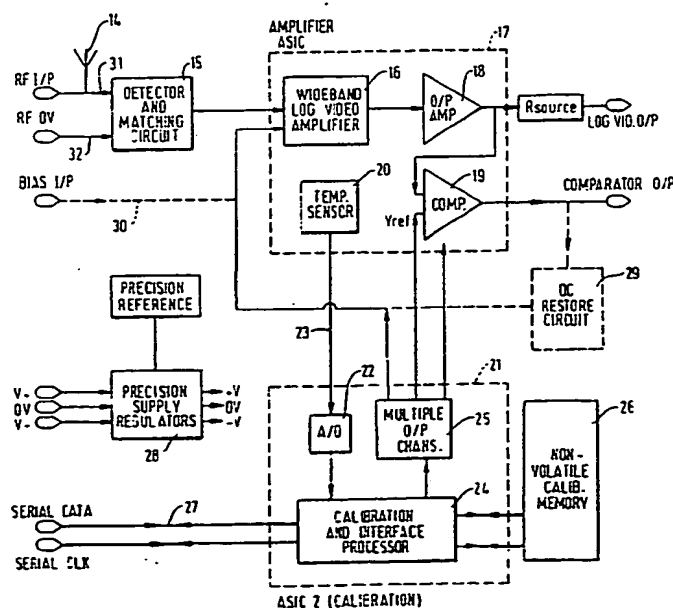 AMPLIFIER
ASIC
14
17
RF I/P
31
15
16
18
DETECTOR
AND
MATCHING
CIRCUIT
WIDEBAND
LOG VIDEO
AMPLIFIER
O/P
AMP
Rsource
LOG VID.O/P
RF OV
32
20
19
BIAS I/P
TEMP.
SENSOR
COMP.
COMPARATOR O/P
30
Vref
29
PRECISION
REFERENCE
DC
RESTORE
CIRCUIT
23
21
22
V-
OV
V-
PRECISION
SUPPLY
REGULATORS
-V
OV
-V
A/D
MULTIPLE
O/P
CHANS.
25
26
28
24
NON-
VOLATILE
CALIB.
MEMORY
SERIAL DATA
27
CALIBRATION
AND INTERFACE
PROCESSOR
SERIAL CLK
ASIC 2 (CALIBRATION)